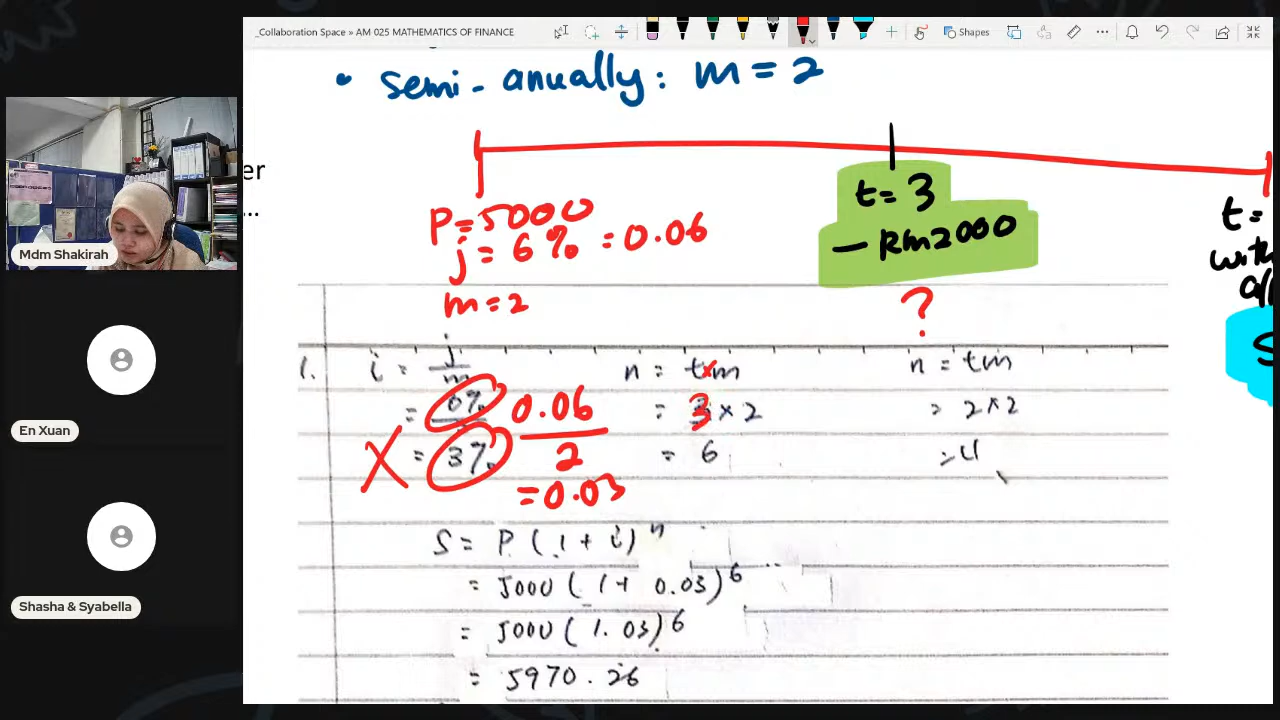 _Collaboration Space » AM 025 MATHEMATICS OF FINANCE
Shapes
• semi - anually: m = 2
er
...
Mdm Shakirah
En Xuan
Shasha & Syabella
P = 5000
j = 6% = 0.06
m = 2
t = 3
- RM2000
?
t =
S
1. i = j/m
= 6%
0.06
2
= 0.03
X = 3%
n = t x m
= 3 × 2
= 6
n = tm
= 2 × 2
= 4
S = P ( 1 + i )ⁿ
= 5000 ( 1 + 0.03 )⁶
= 5000 ( 1.03 )⁶
= 5970.26